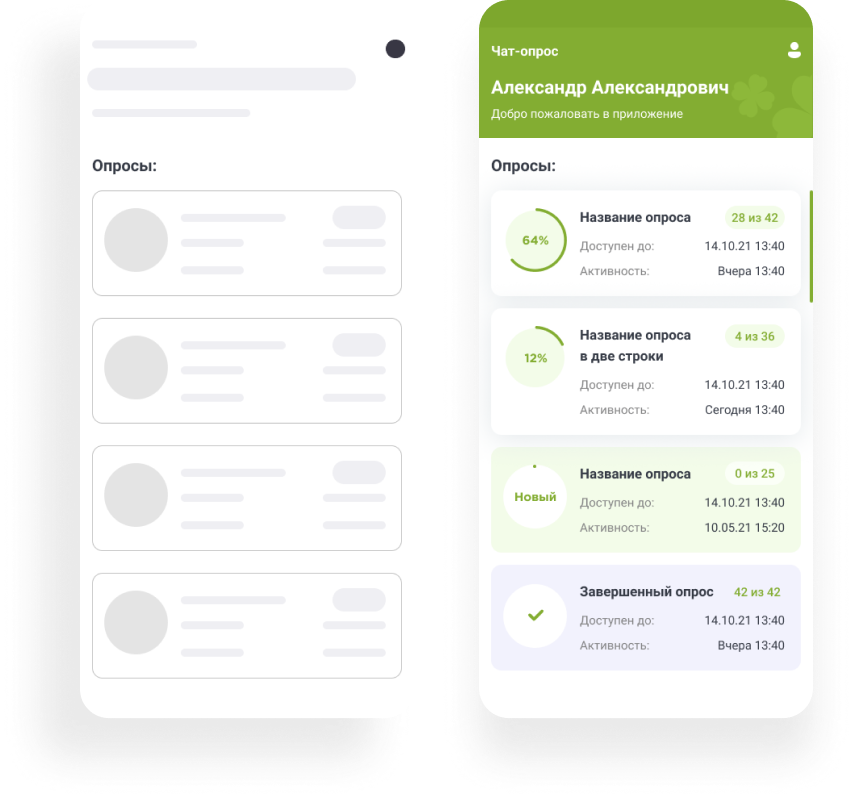 Опросы:
Чат-опрос
Александр Александрович
Добро пожаловать в приложение
Опросы:
64%
Название опроса
28 из 42
Доступен до:
14.10.21 13:40
Активность:
Вчера 13:40
12%
Название опроса
в две строки
4 из 36
Доступен до:
14.10.21 13:40
Активность:
Сегодня 13:40
Новый
Название опроса
0 из 25
Доступен до:
14.10.21 13:40
Активность:
10.05.21 15:20
Завершенный опрос
42 из 42
Доступен до:
14.10.21 13:40
Активность:
Вчера 13:40